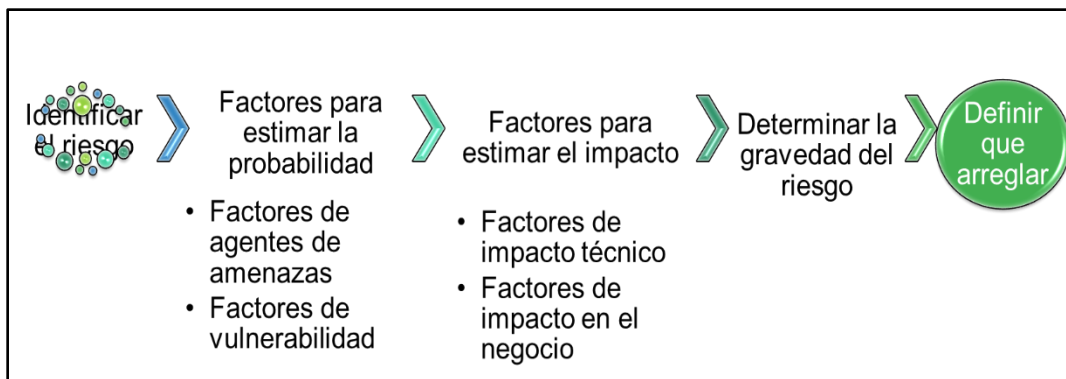 Identificar
el riesgo
Factores para
estimar la
probabilidad
• Factores de
agentes de
amenazas
• Factores de
vulnerabilidad
Factores para
estimar el impacto
• Factores de
impacto técnico
• Factores de
impacto en el
negocio
Determinar la
gravedad del
riesgo
Definir
que
arreglar